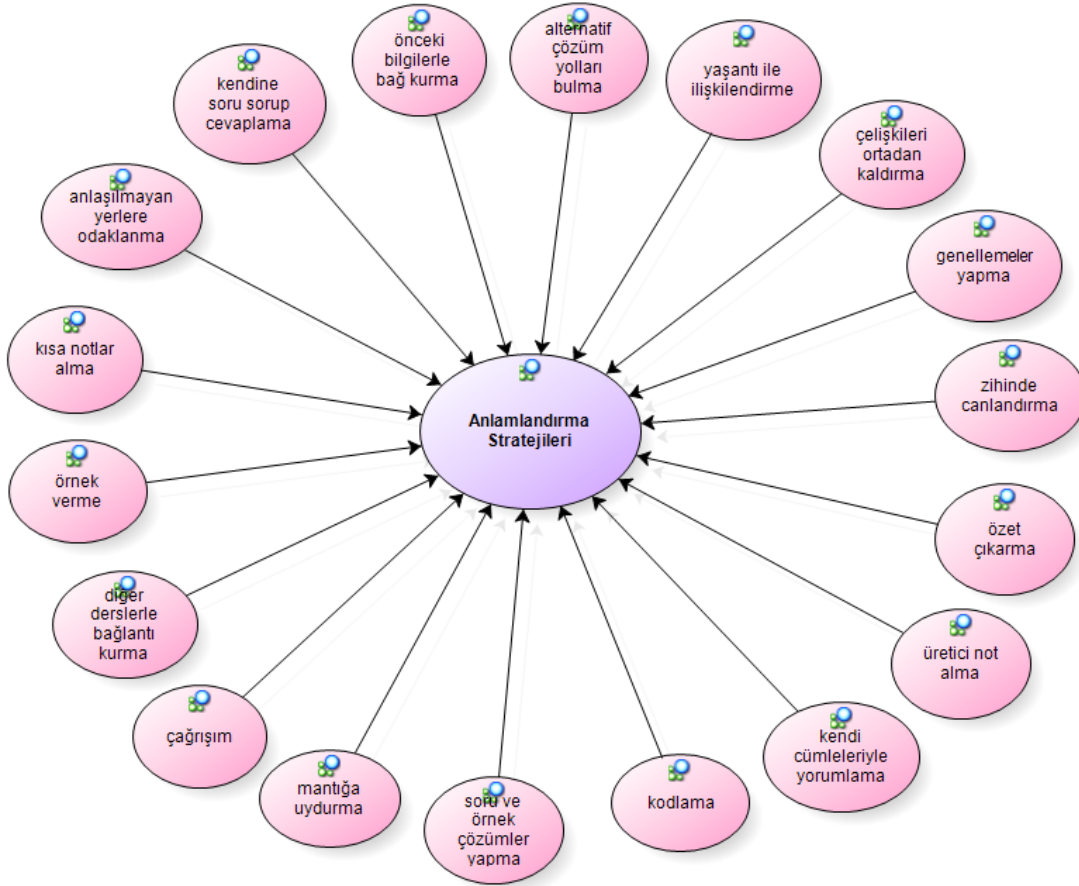 önceki
bilgilerle
bağ kurma
alternatif
çözüm
yolları
bulma
yaşantı ile
ilişkilendirme
çelişkileri
ortadan
kaldırma
genellemeler
yapma
zihinde
canlandırma
özet
çıkarma
üretici not
alma
kendi
cümleleriyle
yorumlama
kodlama
soru ve
örnek
çözümler
yapma
mantığa
uydurma
çağrışım
diğer
derslerle
bağlantı
kurma
örnek
verme
kısa notlar
alma
anlaşılmayan
yerlere
odaklanma
kendine
soru sorup
cevaplama
Anlamlandırma
Stratejileri